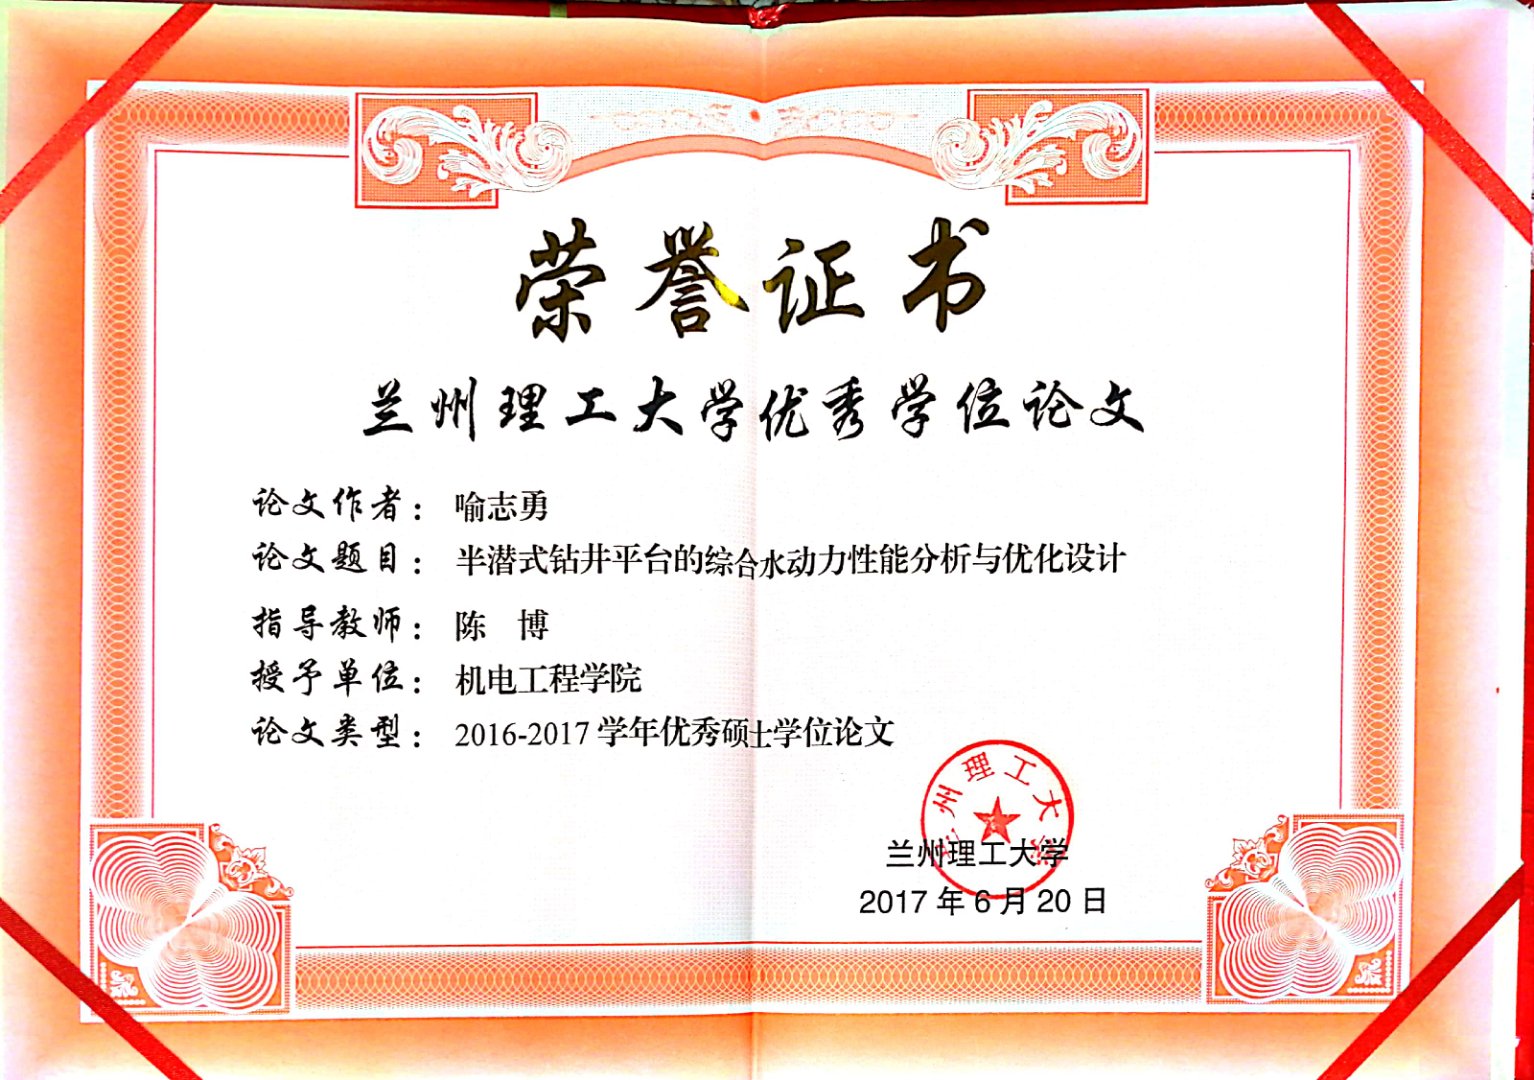 荣誉证书
兰州理工大学优秀学位论文
论文作者：喻志勇
论文题目：半潜式钻井平台的综合水动力性能分析与优化设计
指导教师：陈 博
授予单位：机电工程学院
论文类型：2016-2017 学年优秀硕士学位论文
兰州理工大学
兰州理工大学
2017 年 6 月 20 日